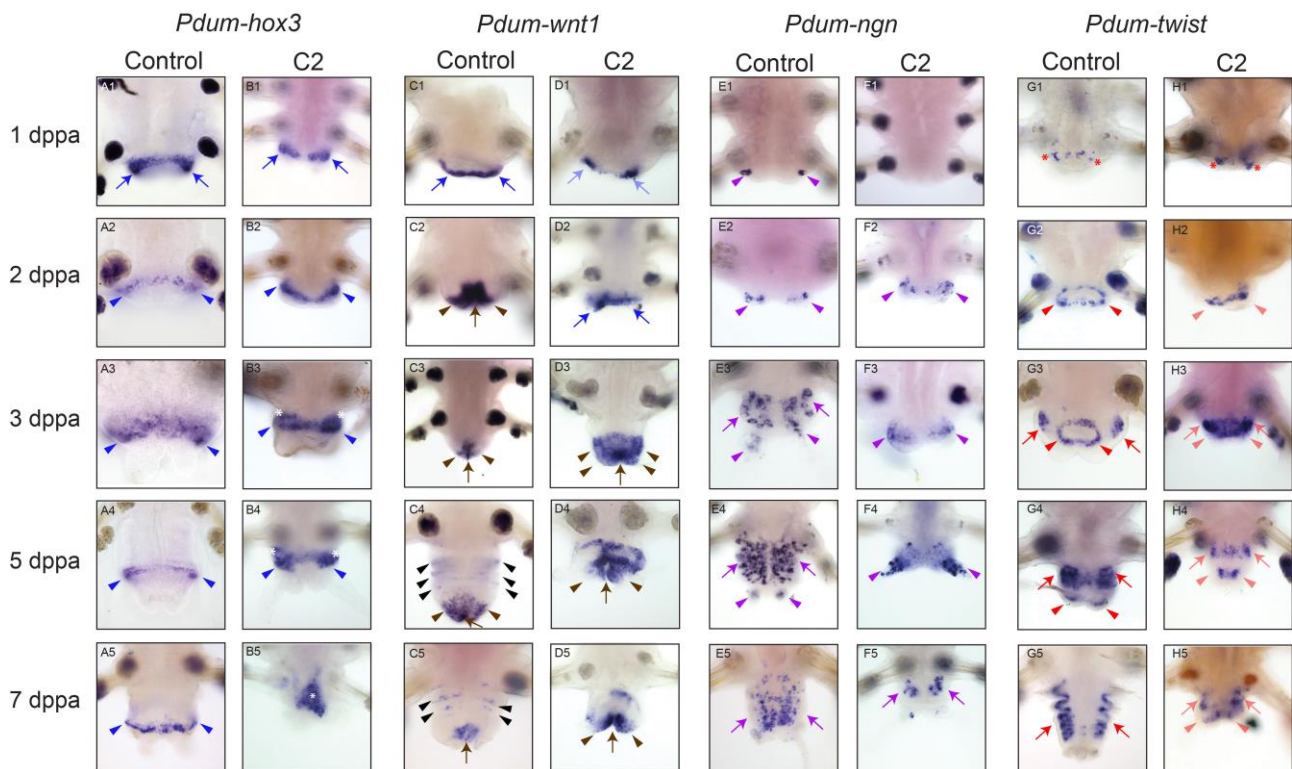 Pdum-hox3 Pdum-wnt1 Pdum-ngn Pdum-twist
Control C2 Control C2 Control C2 Control C2
1 dppa
A1 B1 C1 D1 E1 F1 G1 H1
2 dppa
A2 B2 C2 D2 E2 F2 G2 H2
3 dppa
A3 B3 C3 D3 E3 F3 G3 H3
5 dppa
A4 B4 C4 D4 E4 F4 G4 H4
7 dppa
A5 B5 C5 D5 E5 F5 G5 H5